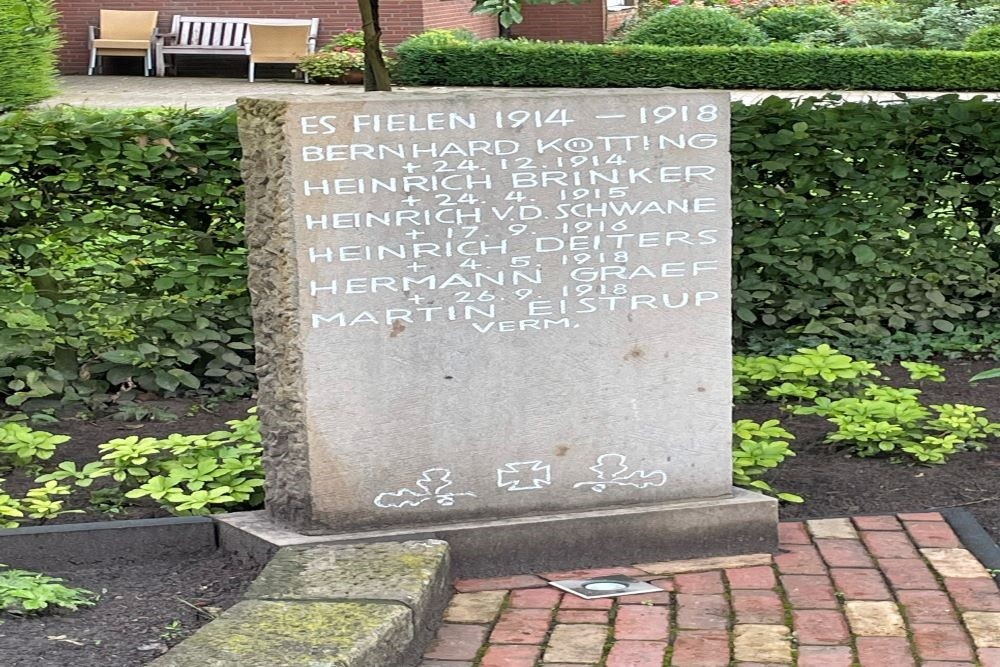 ES FIELEN 1914 – 1918
BERNHARD KÖTTING
+ 24. 12. 1914
HEINRICH BRINKER
+ 24. 4. 1915
HEINRICH V.D. SCHWANE
+ 17. 9. 1916
HEINRICH DEITERS
+ 4. 5. 1918
HERMANN GRAEF
+ 26. 9. 1918
MARTIN EISTRUP
VERM.